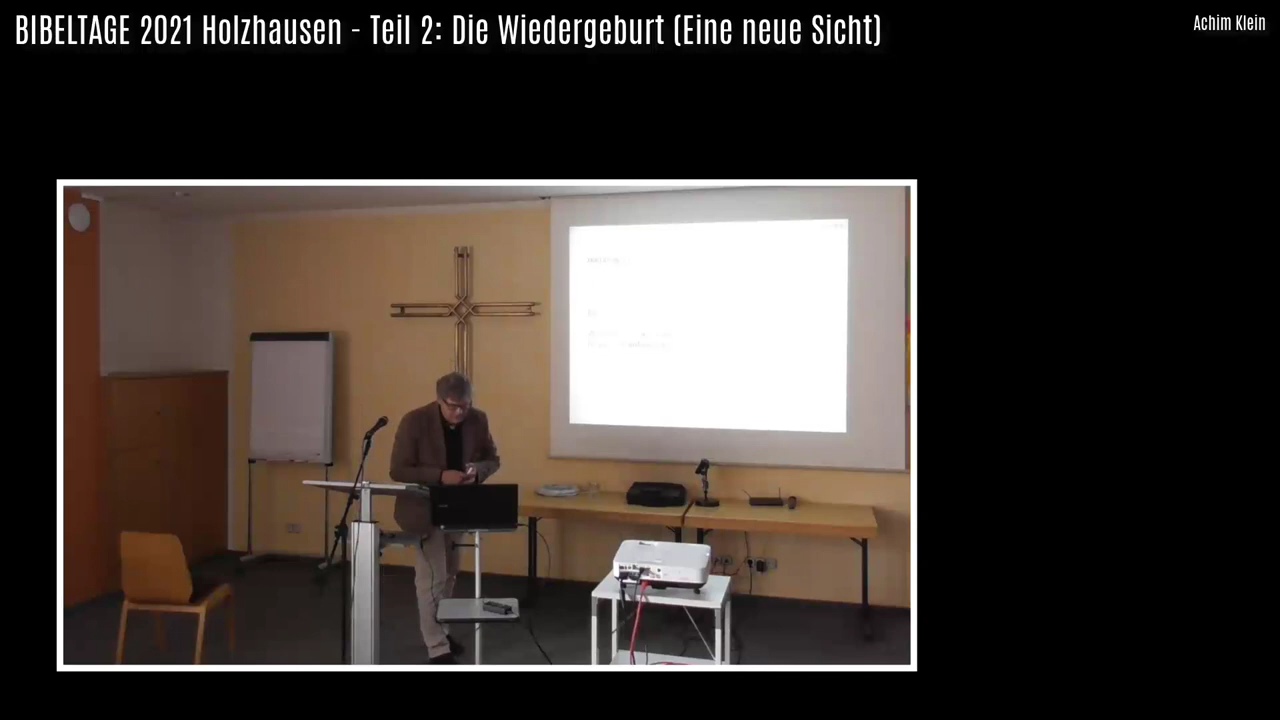 BIBELTAGE 2021 Holzhausen - Teil 2: Die Wiedergeburt (Eine neue Sicht)
Achim Klein